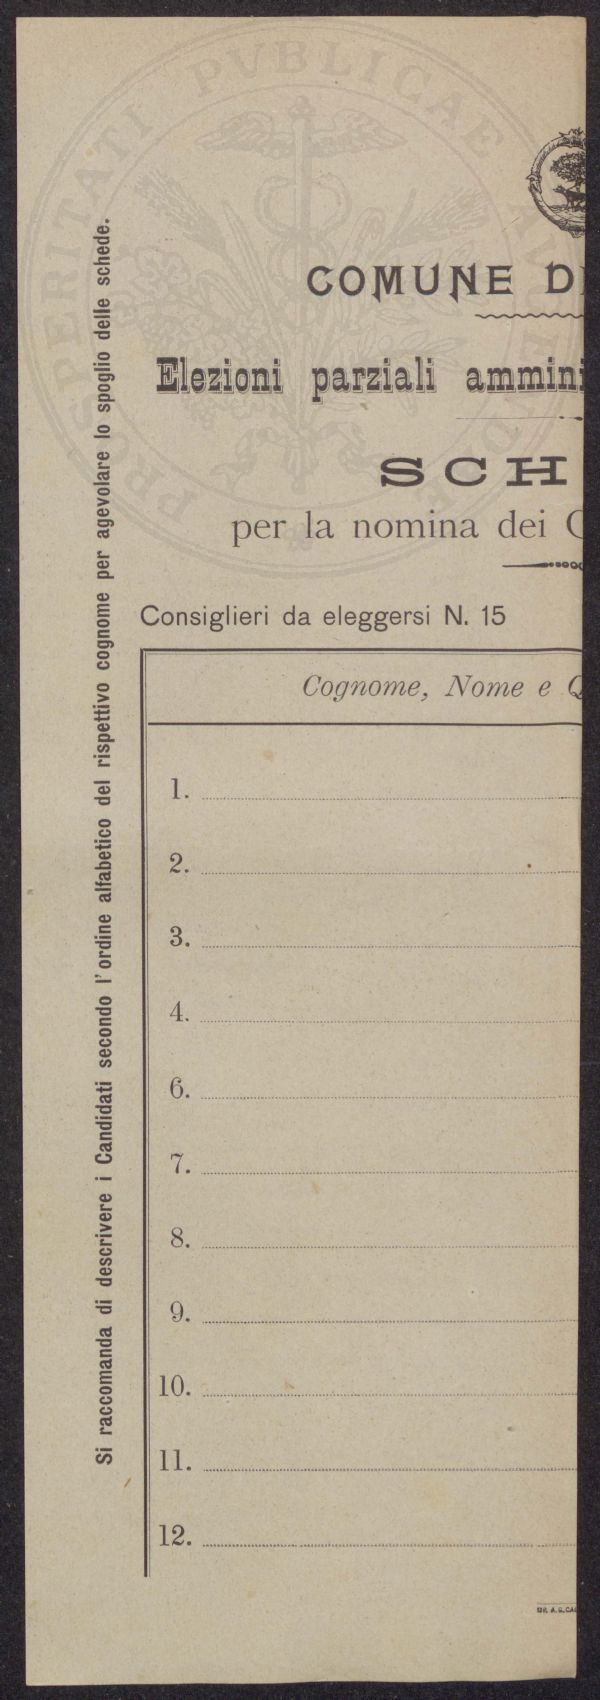 PROSPERITATI PVBLICAE AVGENDAE
COMUNE D
Elezioni parziali ammini
SCH
per la nomina dei C
Consiglieri da eleggersi N. 15
Cognome, Nome e Q
1.
2.
3.
4.
6.
7.
8.
9.
10.
11.
12.
Si raccomanda di descrivere i Candidati secondo l'ordine alfabetico del rispettivo cognome per agevolare lo spoglio delle schede.